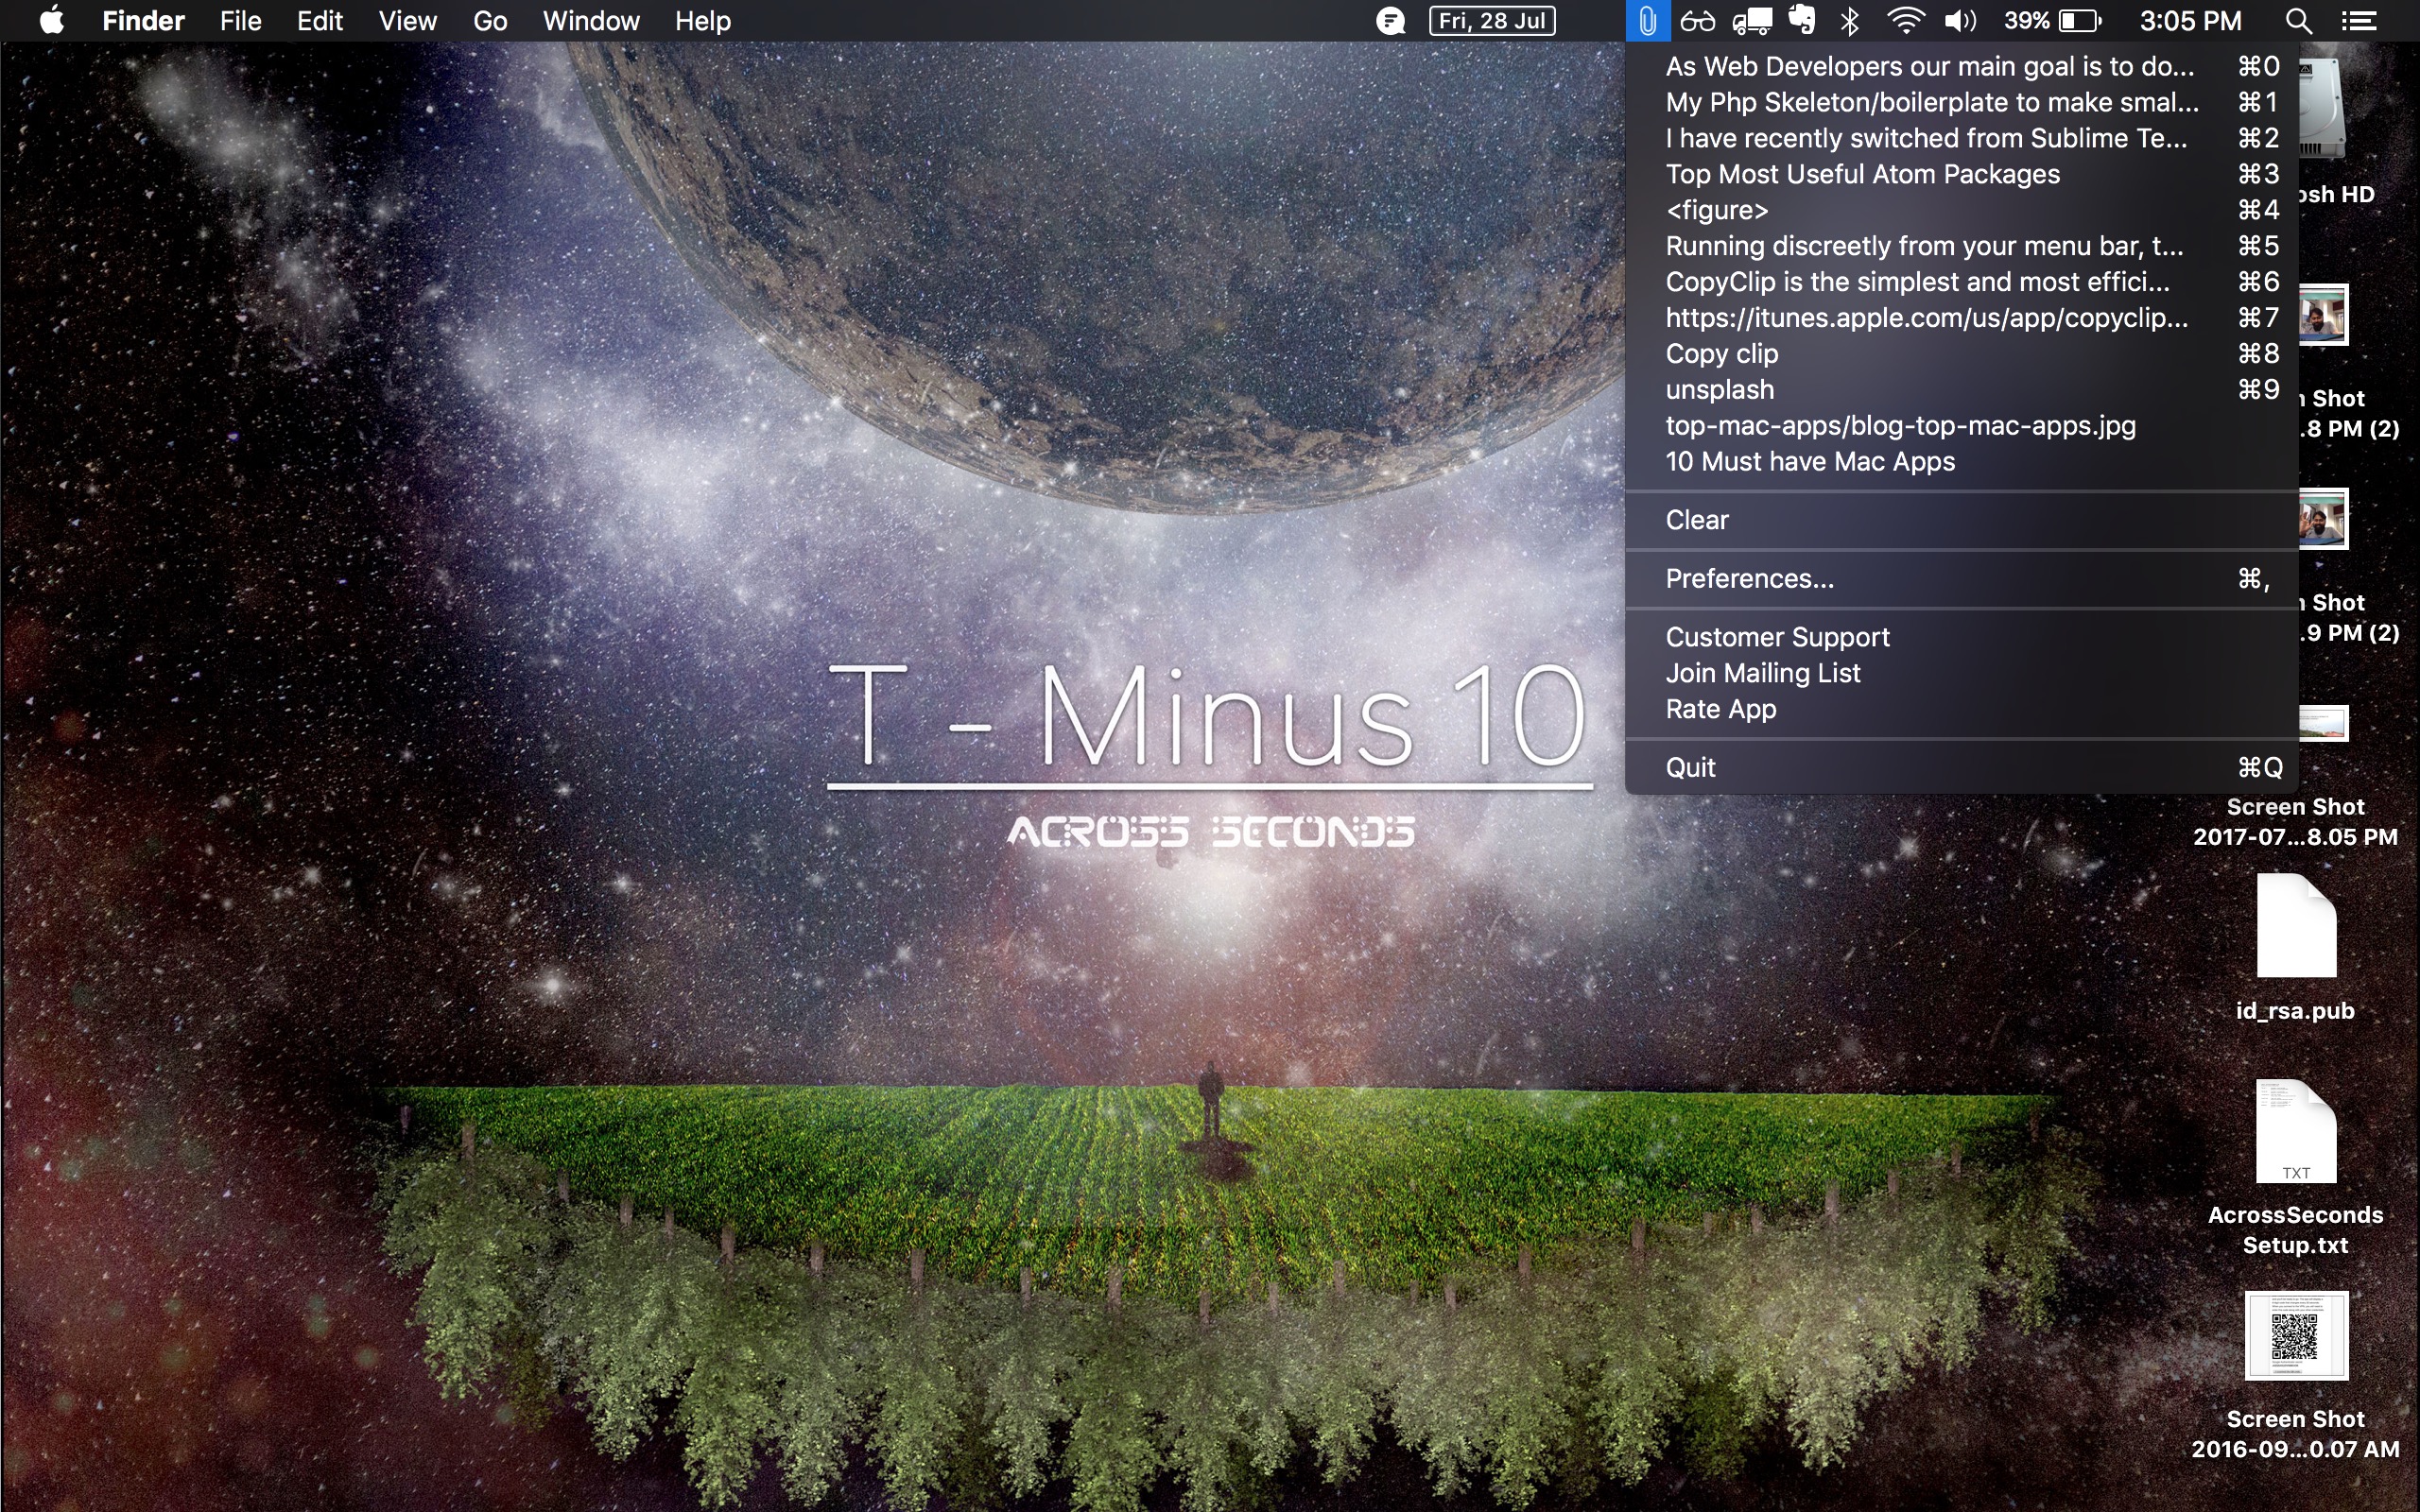 Finder File Edit View Go Window Help Fri, 28 Jul 39% 3:05 PM
As Web Developers our main goal is to do... ⌘0
My Php Skeleton/boilerplate to make smal... ⌘1
I have recently switched from Sublime Te... ⌘2
Top Most Useful Atom Packages ⌘3
<figure> ⌘4
Running discreetly from your menu bar, t... ⌘5
CopyClip is the simplest and most effici... ⌘6
https://itunes.apple.com/us/app/copyclip... ⌘7
Copy clip ⌘8
unsplash ⌘9
top-mac-apps/blog-top-mac-apps.jpg
10 Must have Mac Apps
Clear
Preferences... ⌘,
Customer Support
Join Mailing List
Rate App
Quit ⌘Q
osh HD
n Shot
.8 PM (2)
n Shot
.9 PM (2)
Screen Shot
2017-07...8.05 PM
id_rsa.pub
TXT
AcrossSeconds
Setup.txt
Screen Shot
2016-09...0.07 AM
T - Minus 10
ACROSS SECONDS